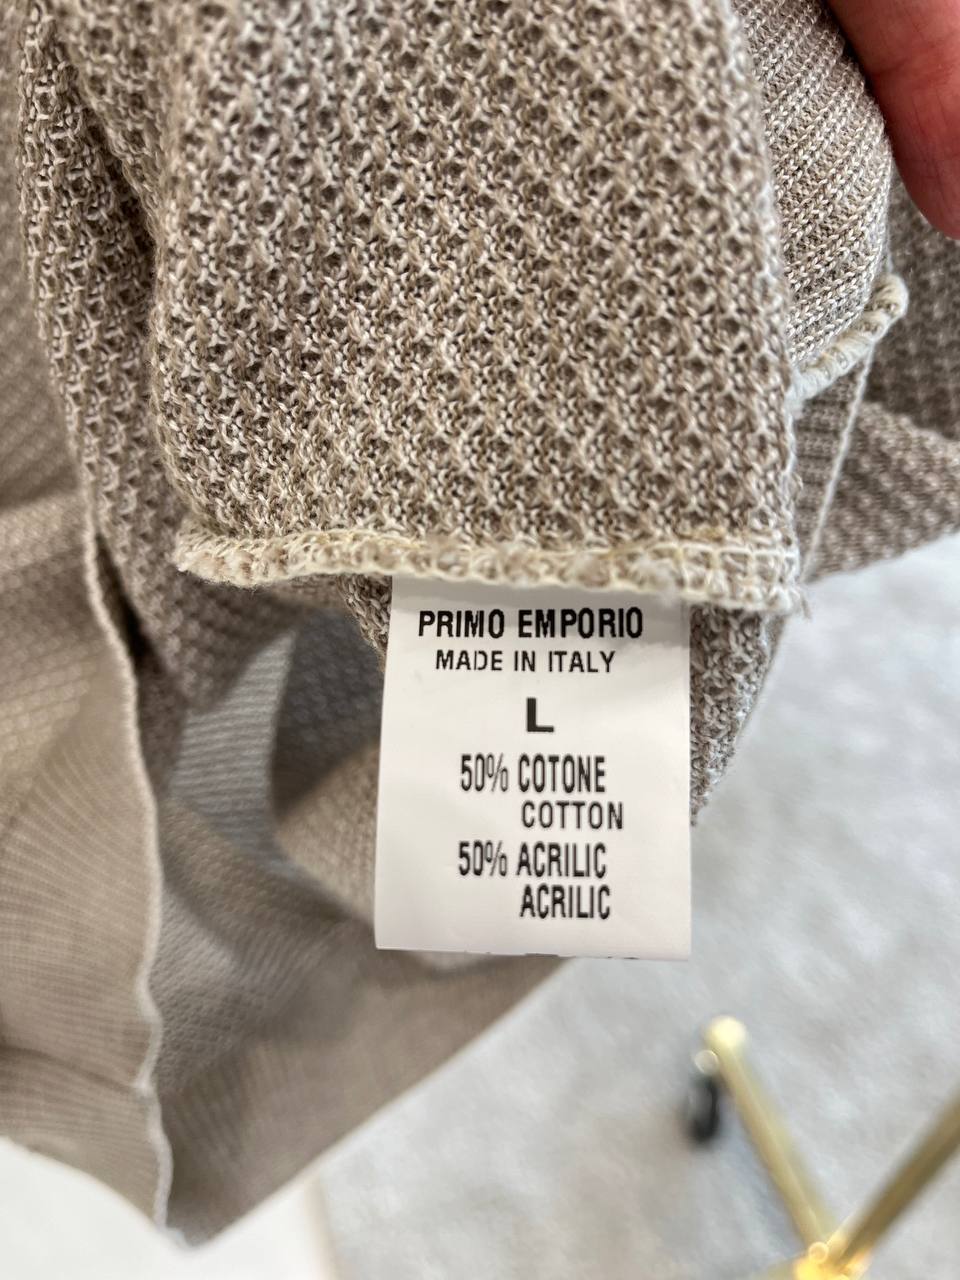 PRIMO EMPORIO
MADE IN ITALY
L
50% COTONE
COTTON
50% ACRILIC
ACRILIC